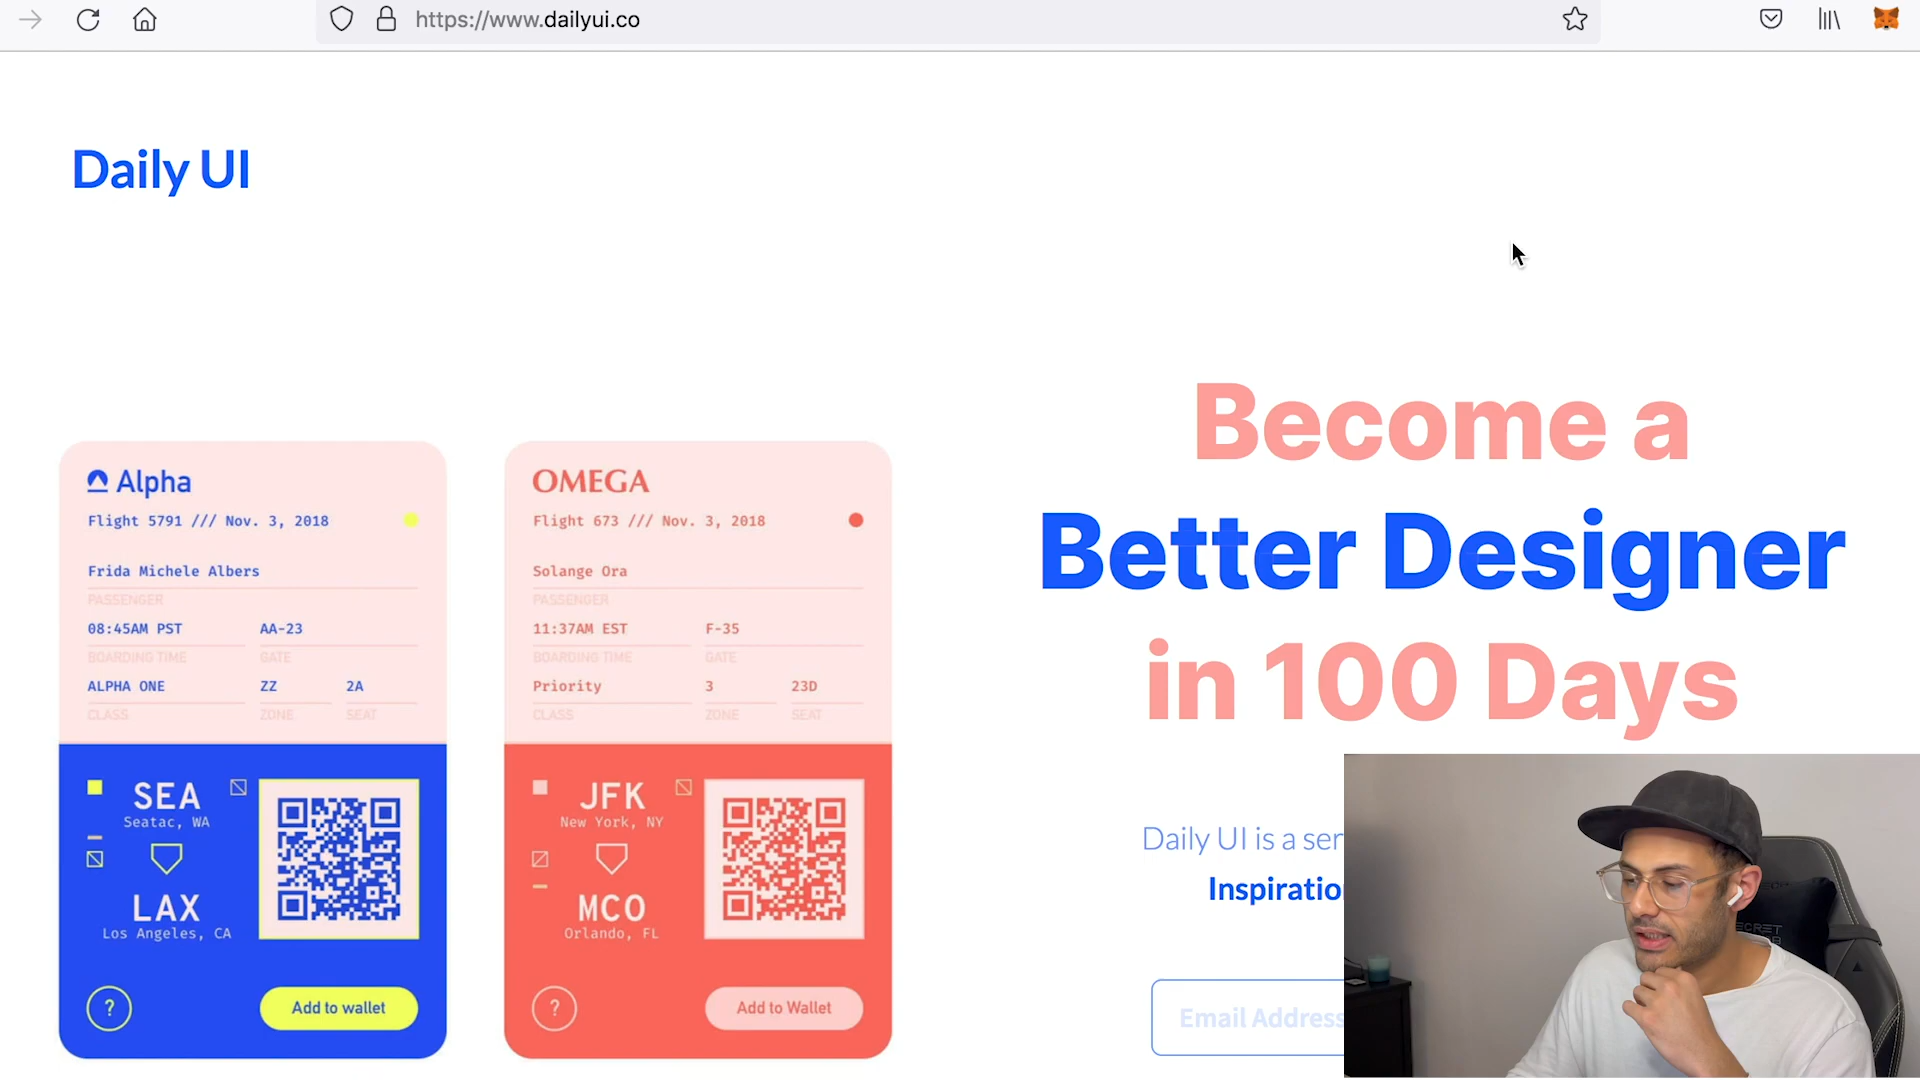 https://www.dailyui.co
Daily UI
Alpha
Flight 5791 /// Nov. 3, 2018
Frida Michele Albers
PASSENGER
08:45AM PST AA-23
BOARDING TIME GATE
ALPHA ONE ZZ 2A
CLASS ZONE SEAT
SEA
Seatac, WA
LAX
Los Angeles, CA
?
Add to wallet
OMEGA
Flight 673 /// Nov. 3, 2018
Solange Ora
PASSENGER
11:37AM EST F-35
BOARDING TIME GATE
Priority 3 23D
CLASS ZONE SEAT
JFK
New York, NY
MCO
Orlando, FL
?
Add to Wallet
Become a
Better Designer
in 100 Days
Daily UI is a ser
Inspiratio
Email Address